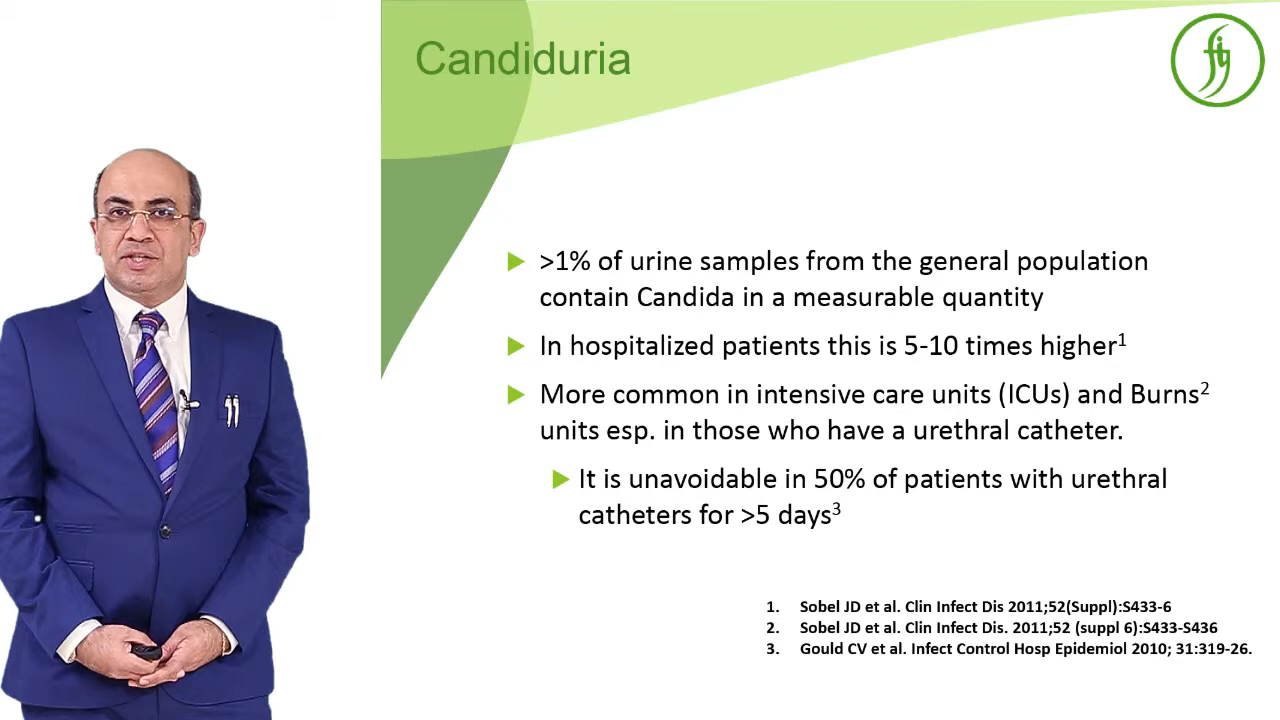 Candiduria
>1% of urine samples from the general population
contain Candida in a measurable quantity
In hospitalized patients this is 5-10 times higher1
More common in intensive care units (ICUs) and Burns2
units esp. in those who have a urethral catheter.
It is unavoidable in 50% of patients with urethral
catheters for >5 days3
1. Sobel JD et al. Clin Infect Dis 2011;52(Suppl):S433-6
2. Sobel JD et al. Clin Infect Dis. 2011;52 (suppl 6):S433-S436
3. Gould CV et al. Infect Control Hosp Epidemiol 2010; 31:319-26.